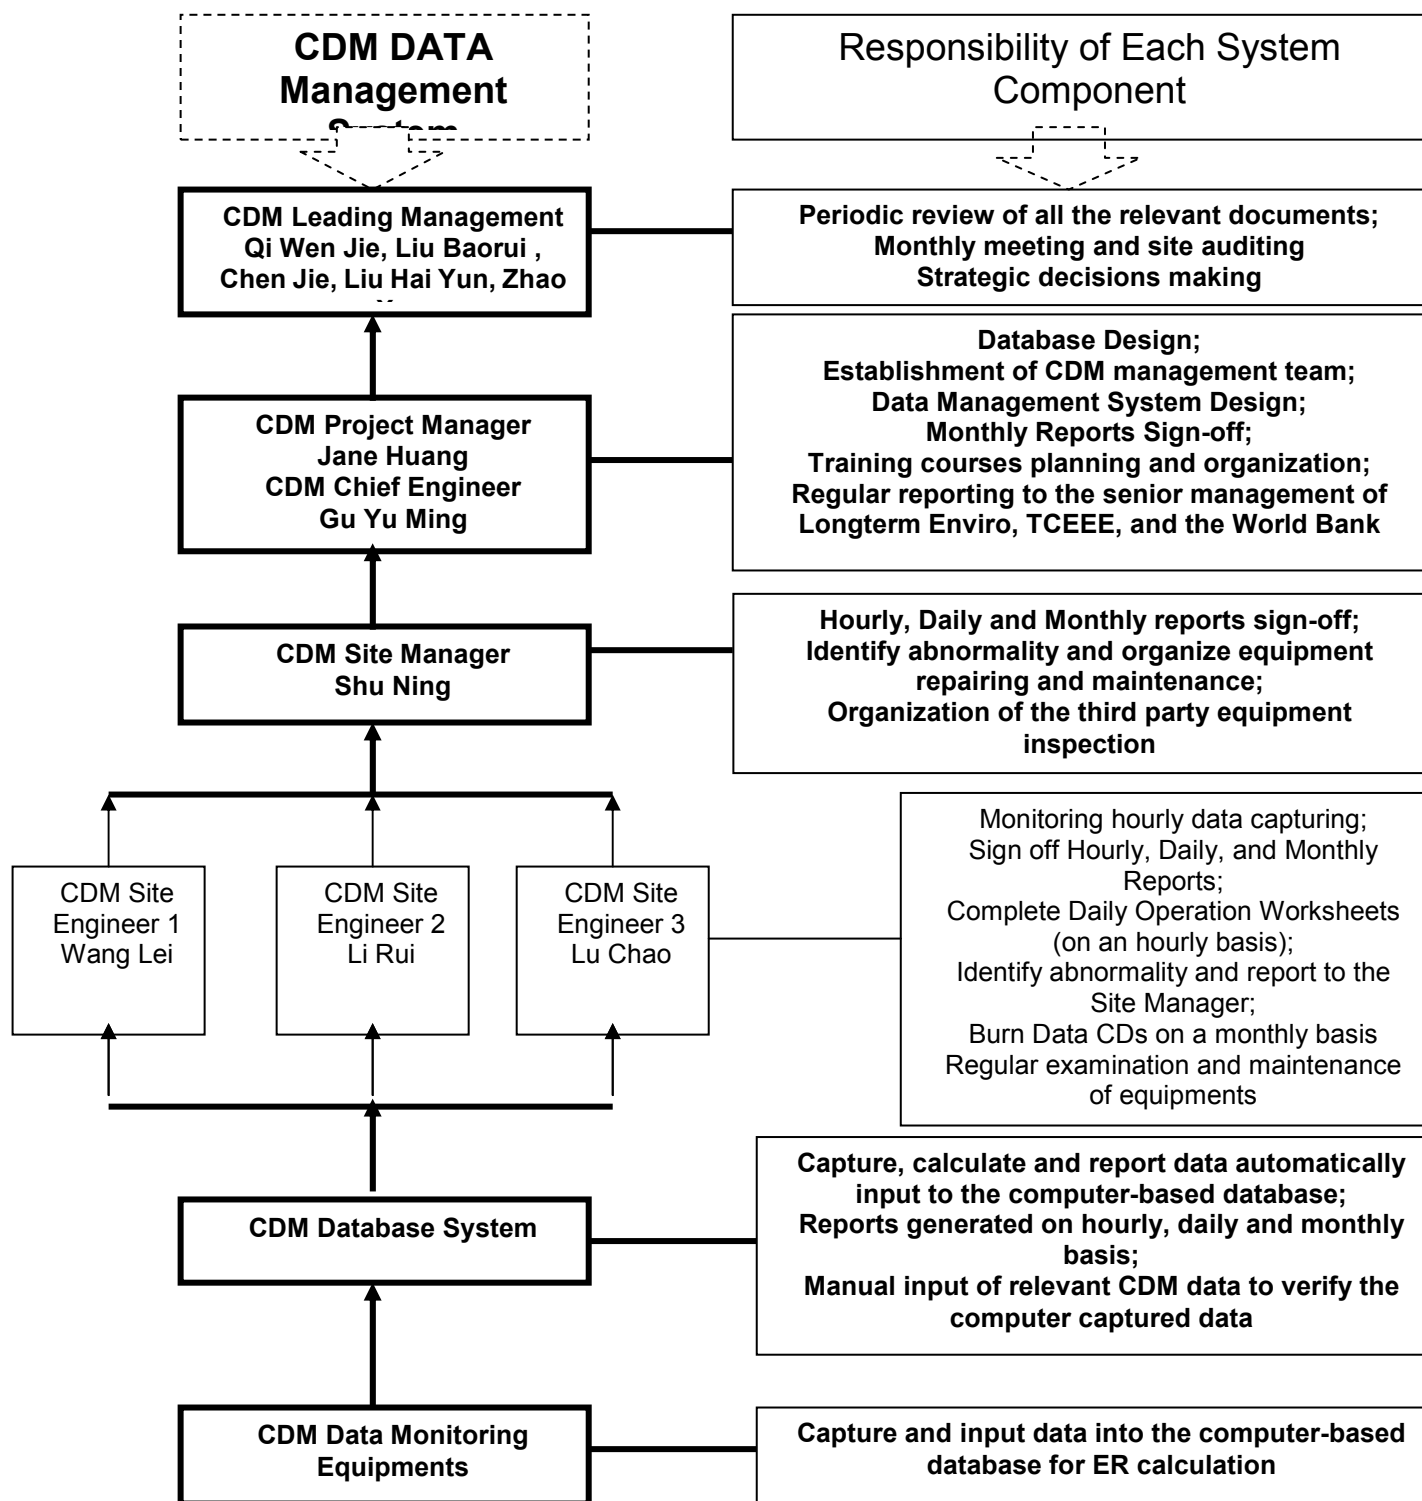 CDM DATA
Management
Responsibility of Each System
Component
CDM Leading Management
Qi Wen Jie, Liu Baorui ,
Chen Jie, Liu Hai Yun, Zhao
Periodic review of all the relevant documents;
Monthly meeting and site auditing
Strategic decisions making
CDM Project Manager
Jane Huang
CDM Chief Engineer
Gu Yu Ming
Database Design;
Establishment of CDM management team;
Data Management System Design;
Monthly Reports Sign-off;
Training courses planning and organization;
Regular reporting to the senior management of
Longterm Enviro, TCEEE, and the World Bank
CDM Site Manager
Shu Ning
Hourly, Daily and Monthly reports sign-off;
Identify abnormality and organize equipment
repairing and maintenance;
Organization of the third party equipment
inspection
CDM Site
Engineer 1
Wang Lei
CDM Site
Engineer 2
Li Rui
CDM Site
Engineer 3
Lu Chao
Monitoring hourly data capturing;
Sign off Hourly, Daily, and Monthly
Reports;
Complete Daily Operation Worksheets
(on an hourly basis);
Identify abnormality and report to the
Site Manager;
Burn Data CDs on a monthly basis
Regular examination and maintenance
of equipments
CDM Database System
Capture, calculate and report data automatically
input to the computer-based database;
Reports generated on hourly, daily and monthly
basis;
Manual input of relevant CDM data to verify the
computer captured data
CDM Data Monitoring
Equipments
Capture and input data into the computer-based
database for ER calculation